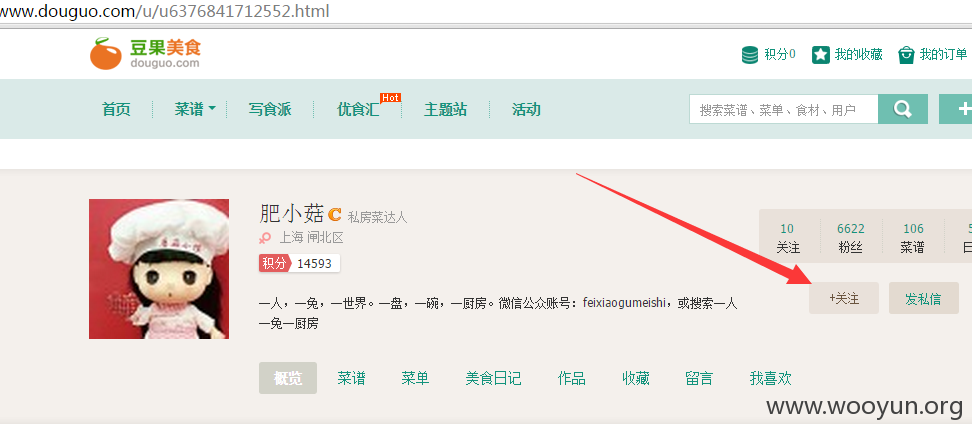 www.douguo.com/u/u6376841712552.html
豆果美食
douguo.com
积分0 我的收藏 我的订单
首页 菜谱 写食派 优食汇 Hot 主题站 活动
搜索菜谱、菜单、食材、用户
肥小菇 C 私房菜达人
上海 闸北区
积分 14593
10 6622 106 5
关注 粉丝 菜谱
+关注 发私信
一人，一兔，一世界。一盘，一碗，一厨房。微信公众账号：feixiaogumeishi，或搜索一人
一兔一厨房
概览 菜谱 菜单 美食日记 作品 收藏 留言 我喜欢
www.wooyun.org